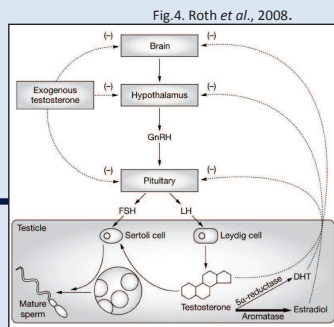 Fig.4. Roth et al., 2008.
(–) Brain (–)
Exogenous
testosterone
(–) Hypothalamus (–)
GnRH
(–) Pituitary (–)
FSH LH
Testicle
Sertoli cell Leydig cell
Mature
sperm
Testosterone
5α-reductase
DHT
Aromatase
Estradiol